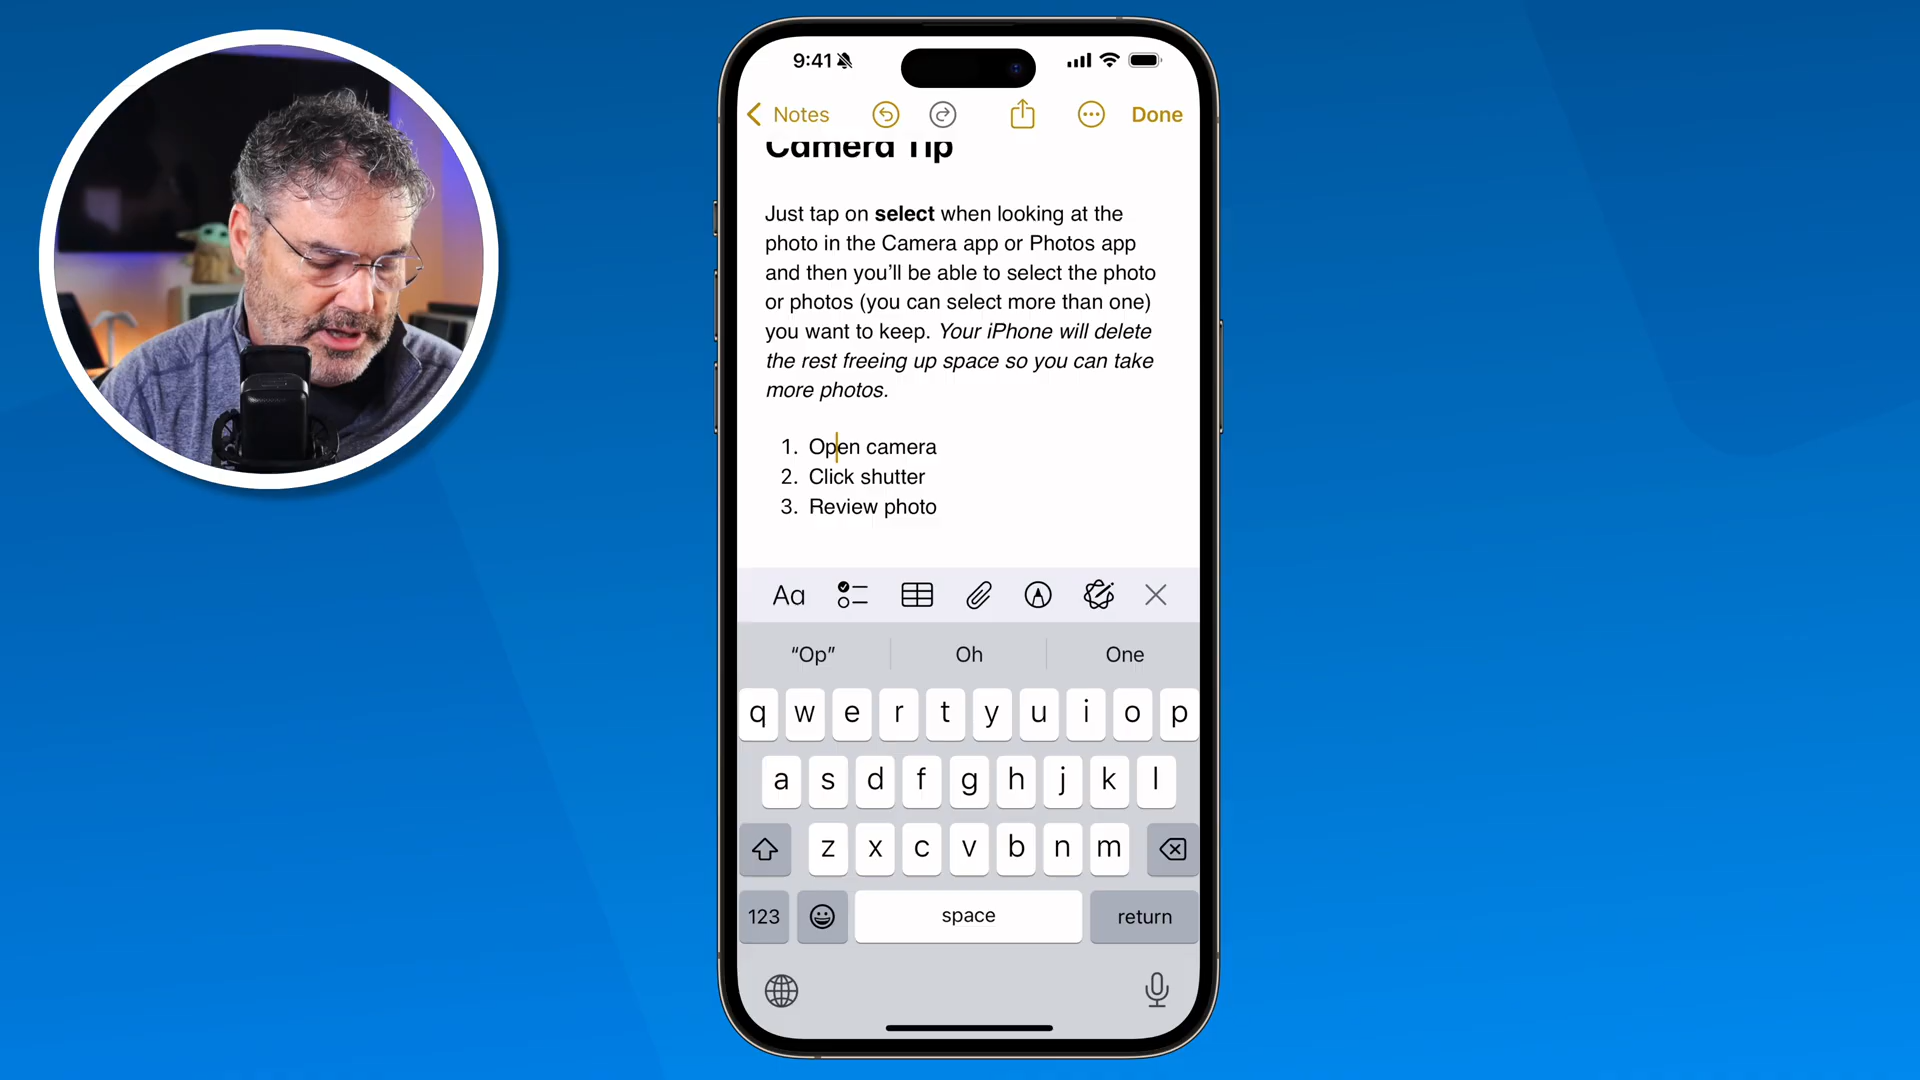 9:41
Notes
Done
Camera Tip
Just tap on select when looking at the
photo in the Camera app or Photos app
and then you’ll be able to select the photo
or photos (you can select more than one)
you want to keep. Your iPhone will delete
the rest freeing up space so you can take
more photos.
1. Open camera
2. Click shutter
3. Review photo
Aa
“Op” Oh One
q w e r t y u i o p
a s d f g h j k l
z x c v b n m
123 space return